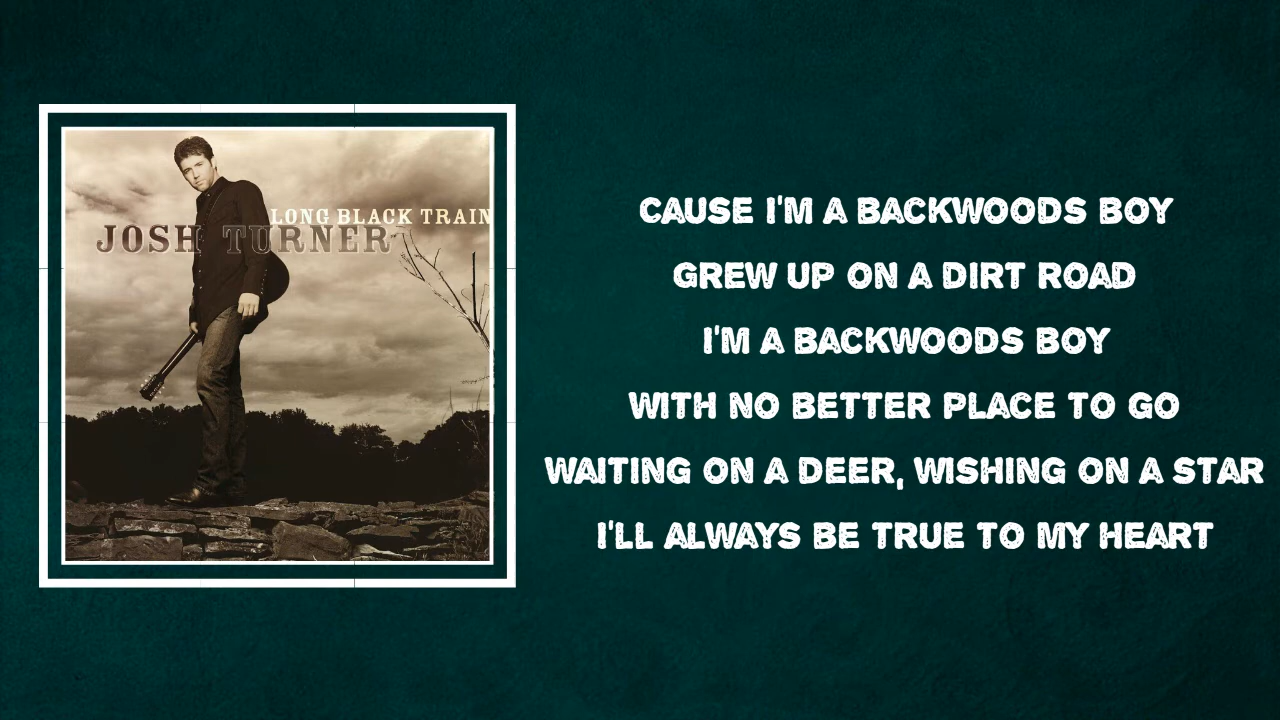 LONG BLACK TRAIN
JOSH TURNER
CAUSE I'M A BACKWOODS BOY
GREW UP ON A DIRT ROAD
I'M A BACKWOODS BOY
WITH NO BETTER PLACE TO GO
WAITING ON A DEER, WISHING ON A STAR
I'LL ALWAYS BE TRUE TO MY HEART